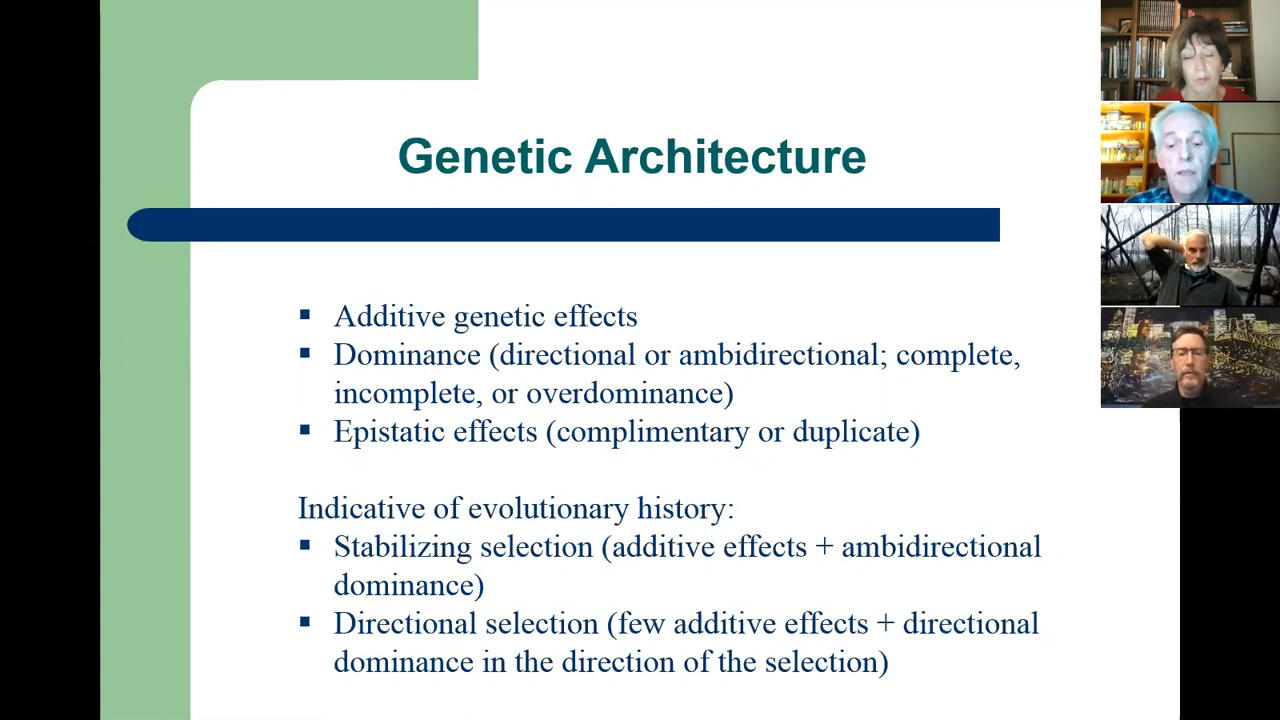 Genetic Architecture
▪ Additive genetic effects
▪ Dominance (directional or ambidirectional; complete,
incomplete, or overdominance)
▪ Epistatic effects (complimentary or duplicate)
Indicative of evolutionary history:
▪ Stabilizing selection (additive effects + ambidirectional
dominance)
▪ Directional selection (few additive effects + directional
dominance in the direction of the selection)